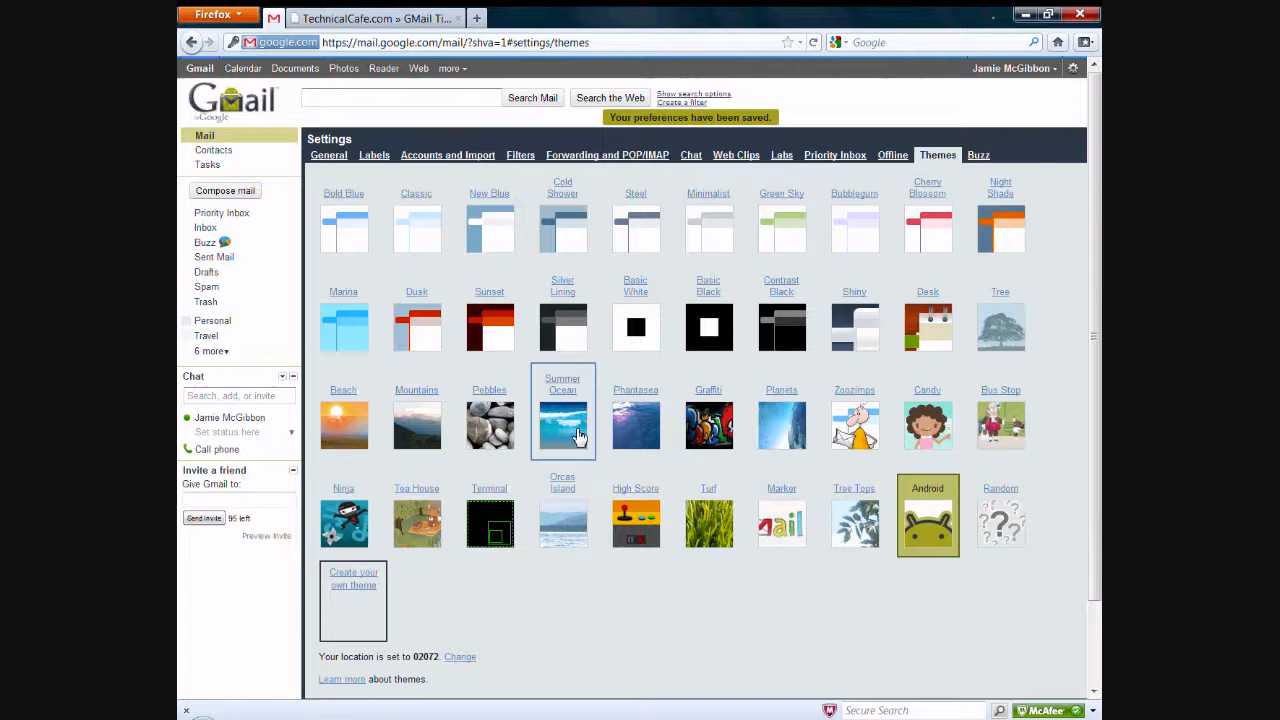 Firefox
TechnicalCafe.com » GMail Ti...
google.com https://mail.google.com/mail/?shva=1#settings/themes
Google
Gmail Calendar Documents Photos Reader Web more
Jamie McGibbon
Gmail
by Google
Search Mail
Search the Web
Show search options
Create a filter
Your preferences have been saved.
Mail
Contacts
Tasks
Compose mail
Priority Inbox
Inbox
Buzz
Sent Mail
Drafts
Spam
Trash
Personal
Travel
6 more
Chat
Search, add, or invite
Jamie McGibbon
Set status here
Call phone
Invite a friend
Give Gmail to:
Send Invite 95 left
Preview Invite
Settings
General Labels Accounts and Import Filters Forwarding and POP/IMAP Chat Web Clips Labs Priority Inbox Offline Themes Buzz
Bold Blue Classic New Blue Cold Shower Steel Minimalist Green Sky Bubblegum Cherry Blossom Night Shade
Marina Dusk Sunset Silver Lining Basic White Basic Black Contrast Black Shiny Desk Tree
Beach Mountains Pebbles Summer Ocean Phantasea Graffiti Planets Zoozimps Candy Bus Stop
Ninja Tea House Terminal Orcas Island High Score Turf Marker Tree Tops Android Random
mail
???
Create your
own theme
Your location is set to 02072. Change
Learn more about themes.
Secure Search
McAfee